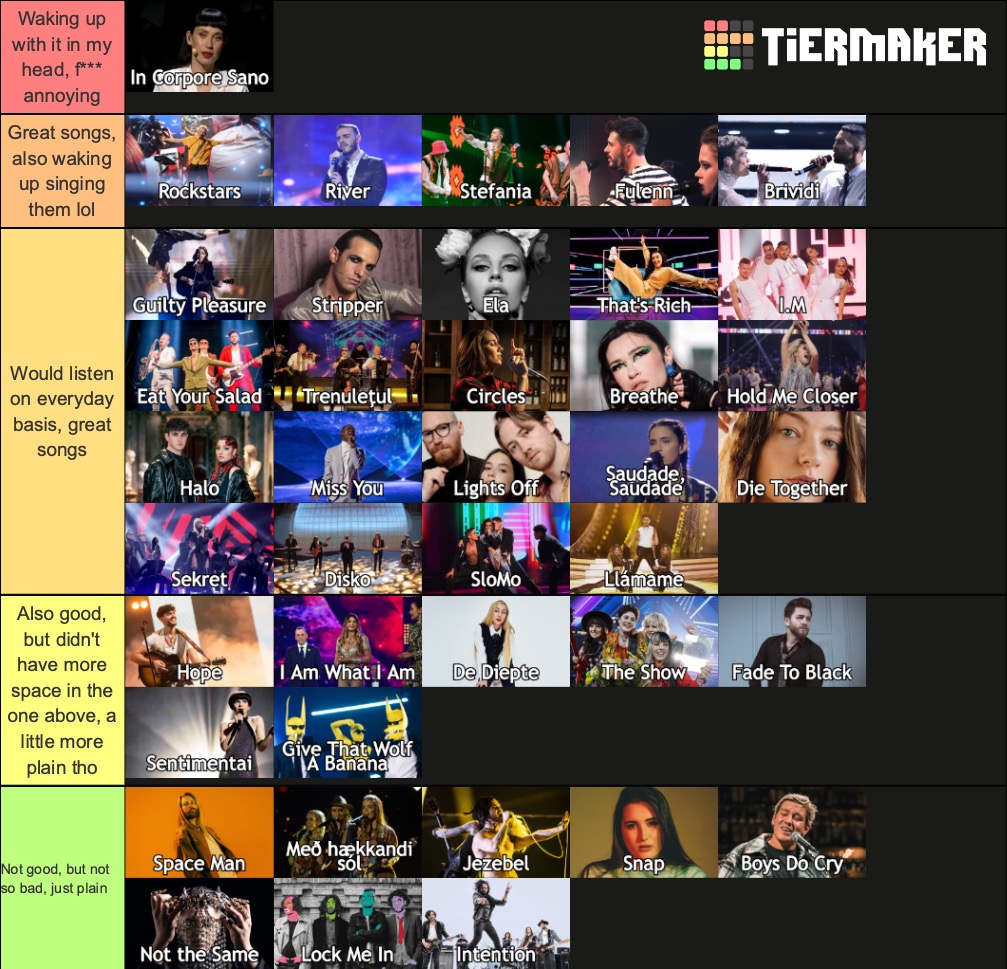 Waking up
with it in my
head, f***
annoying
In Corpore Sano
TiERMAKER
Great songs,
also waking
up singing
them lol
Rockstars
River
Stefania
Fulenn
Brividi
Would listen
on everyday
basis, great
songs
Guilty Pleasure
Stripper
Ela
That's Rich
I.M
Eat Your Salad
Trenulețul
Circles
Breathe
Hold Me Closer
Halo
Miss You
Lights Off
Saudade,
Saudade
Die Together
Sekret
Disko
SloMo
Llámame
Also good,
but didn't
have more
space in the
one above, a
little more
plain tho
Hope
I Am What I Am
De Diepte
The Show
Fade To Black
Sentimentai
Give That Wolf
A Banana
Not good, but not
so bad, just plain
Space Man
Með hækkandi
sól
Jezebel
Snap
Boys Do Cry
Not the Same
Lock Me In
Intention